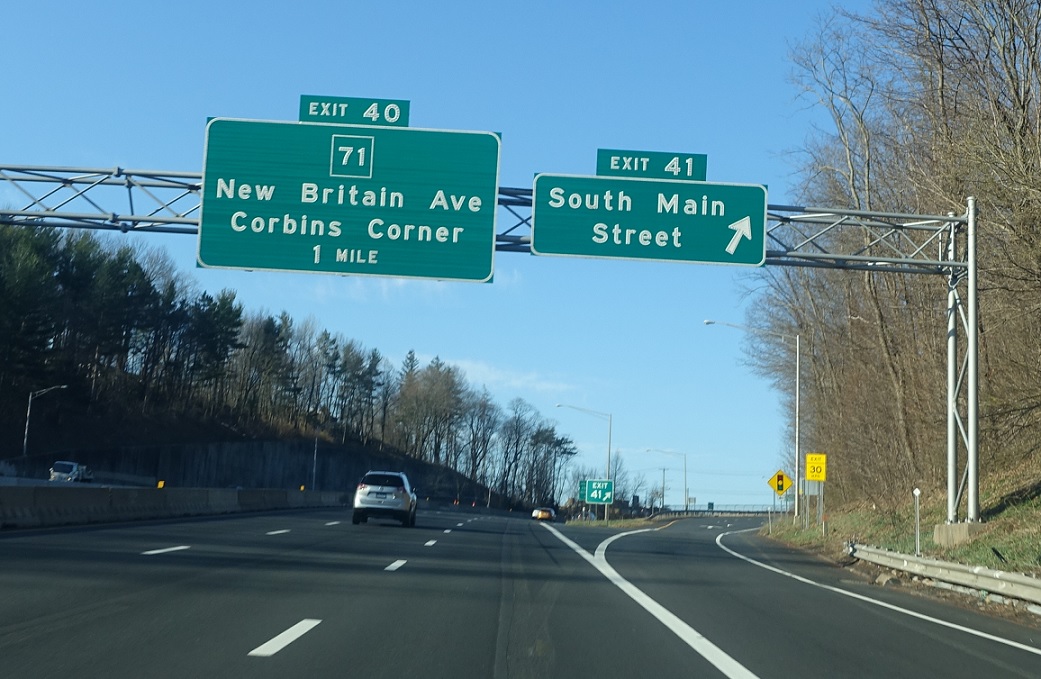 EXIT 40
71
New Britain Ave
Corbins Corner
1 MILE
EXIT 41
South Main
Street
EXIT
41
EXIT
30